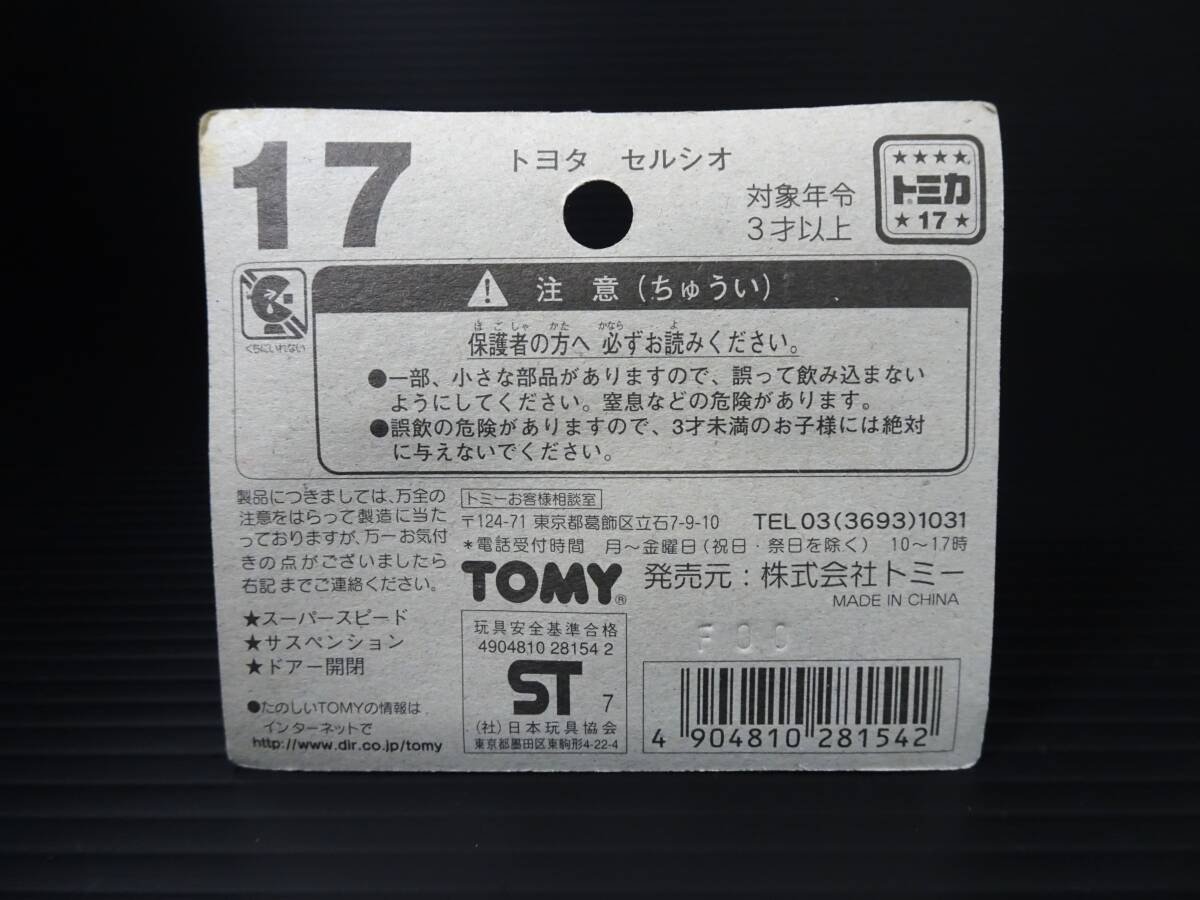 17
トヨタ セルシオ
対象年令
3才以上
★★★★
トミカ
★17★
くちにいれない
注 意(ちゅうい)
保護者の方へ 必ずお読みください。
●一部、小さな部品がありますので、誤って飲み込まない
ようにしてください。窒息などの危険があります。
●誤飲の危険がありますので、3才未満のお子様には絶対
に与えないでください。
製品につきましては、万全の
注意をはらって製造に当た
っておりますが、万一お気付
きの点がございましたら
右記までご連絡ください。
★スーパースピード
★サスペンション
★ドアー開閉
●たのしいTOMYの情報は
インターネットで
http://www.dir.co.jp/tomy
トミーお客様相談室
〒124-71 東京都葛飾区立石7-9-10 TEL 03(3693)1031
*電話受付時間 月〜金曜日(祝日・祭日を除く) 10〜17時
TOMY® 発売元:株式会社トミー
MADE IN CHINA
玩具安全基準合格
4904810 28154 2
ST 7
(社)日本玩具協会
東京都墨田区東駒形4-22-4
F00
4 904810 281542